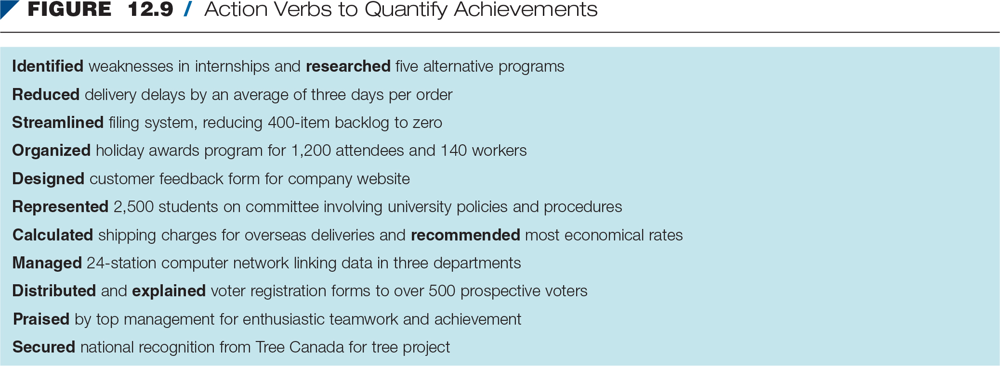 FIGURE 12.9 / Action Verbs to Quantify Achievements
Identified weaknesses in internships and researched five alternative programs
Reduced delivery delays by an average of three days per order
Streamlined filing system, reducing 400-item backlog to zero
Organized holiday awards program for 1,200 attendees and 140 workers
Designed customer feedback form for company website
Represented 2,500 students on committee involving university policies and procedures
Calculated shipping charges for overseas deliveries and recommended most economical rates
Managed 24-station computer network linking data in three departments
Distributed and explained voter registration forms to over 500 prospective voters
Praised by top management for enthusiastic teamwork and achievement
Secured national recognition from Tree Canada for tree project